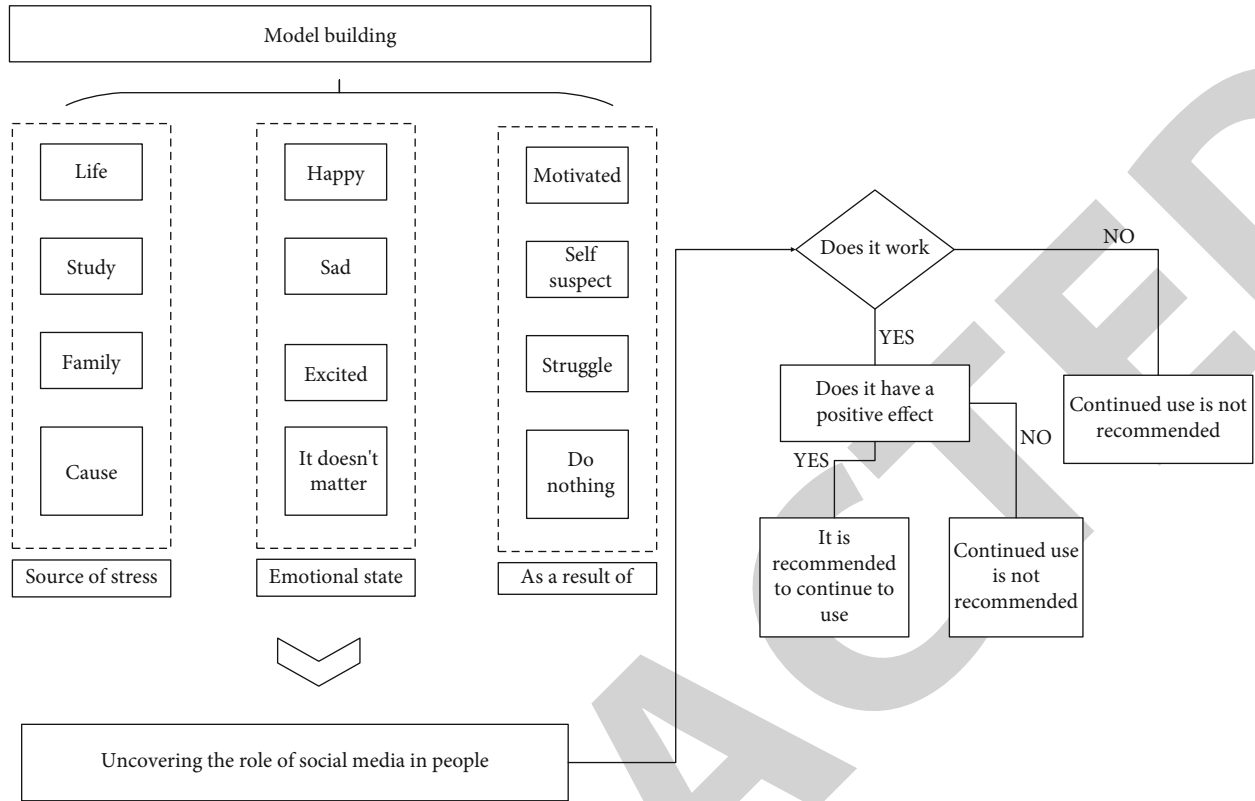 Model building
Life
Study
Family
Cause
Source of stress
Happy
Sad
Excited
It doesn't
matter
Emotional state
Motivated
Self
suspect
Struggle
Do
nothing
As a result of
Uncovering the role of social media in people
Does it work
NO
YES
Does it have a
positive effect
Continued use is not
recommended
YES
NO
It is
recommended
to continue to
use
Continued use
is not
recommended
ACTED